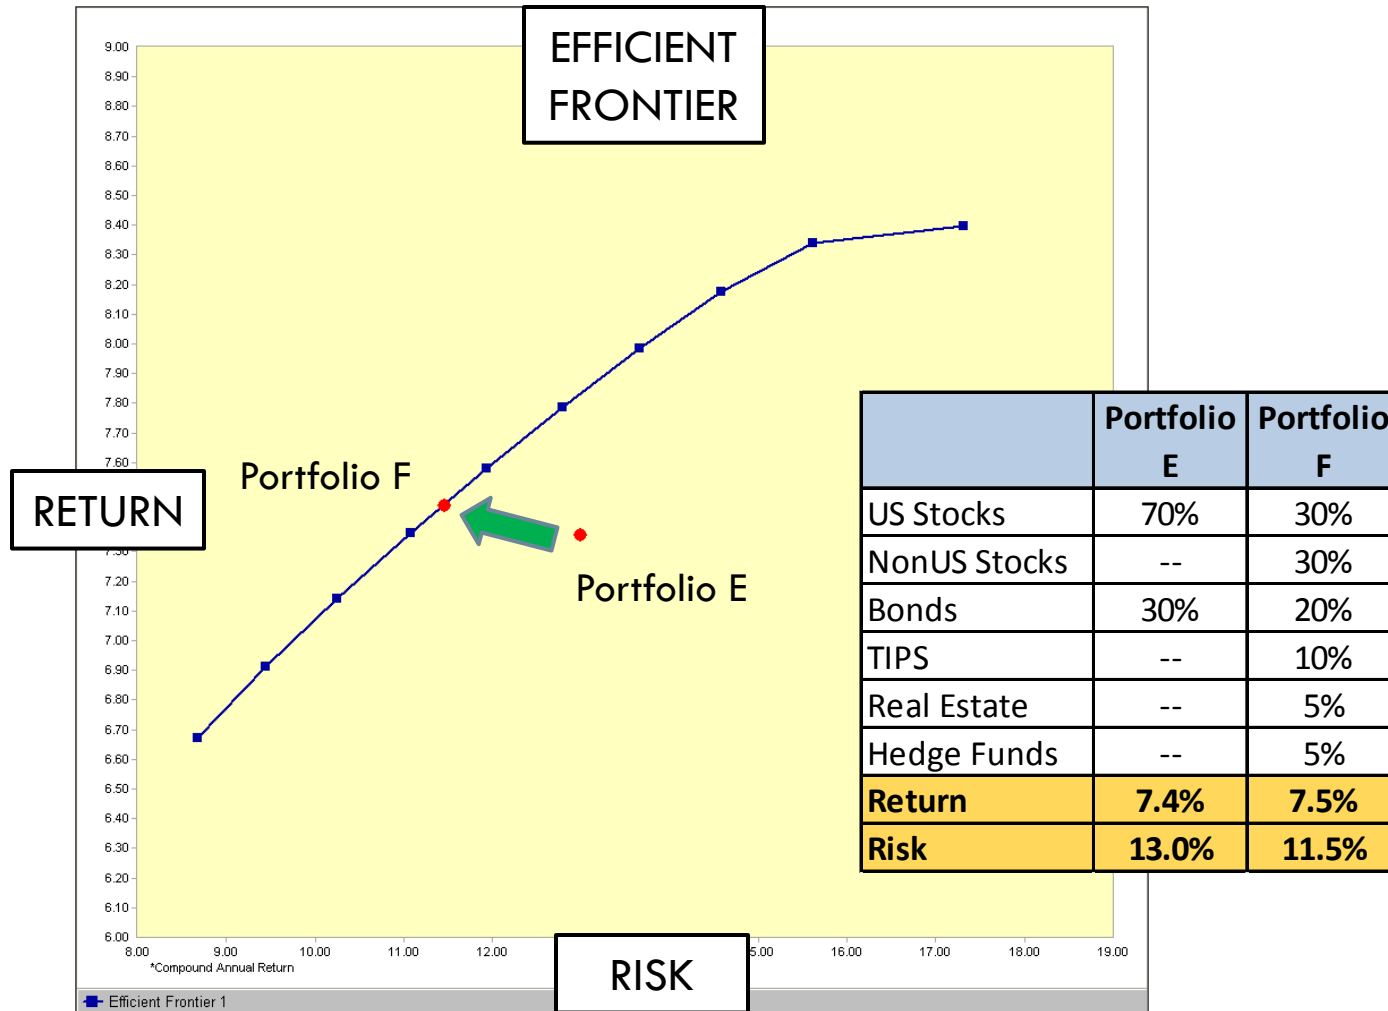 EFFICIENT
FRONTIER
9.00
8.90
8.80
8.70
8.60
8.50
8.40
8.30
8.20
8.10
8.00
7.90
7.80
7.70
7.60
7.30
7.20
7.10
7.00
6.90
6.80
6.70
6.60
6.50
6.40
6.30
6.20
6.10
6.00
RETURN
Portfolio F
Portfolio E
Portfolio E Portfolio F
US Stocks 70% 30%
NonUS Stocks -- 30%
Bonds 30% 20%
TIPS -- 10%
Real Estate -- 5%
Hedge Funds -- 5%
Return 7.4% 7.5%
Risk 13.0% 11.5%
8.00 9.00 10.00 11.00 12.00 16.00 17.00 18.00 19.00
*Compound Annual Return
RISK
Efficient Frontier 1